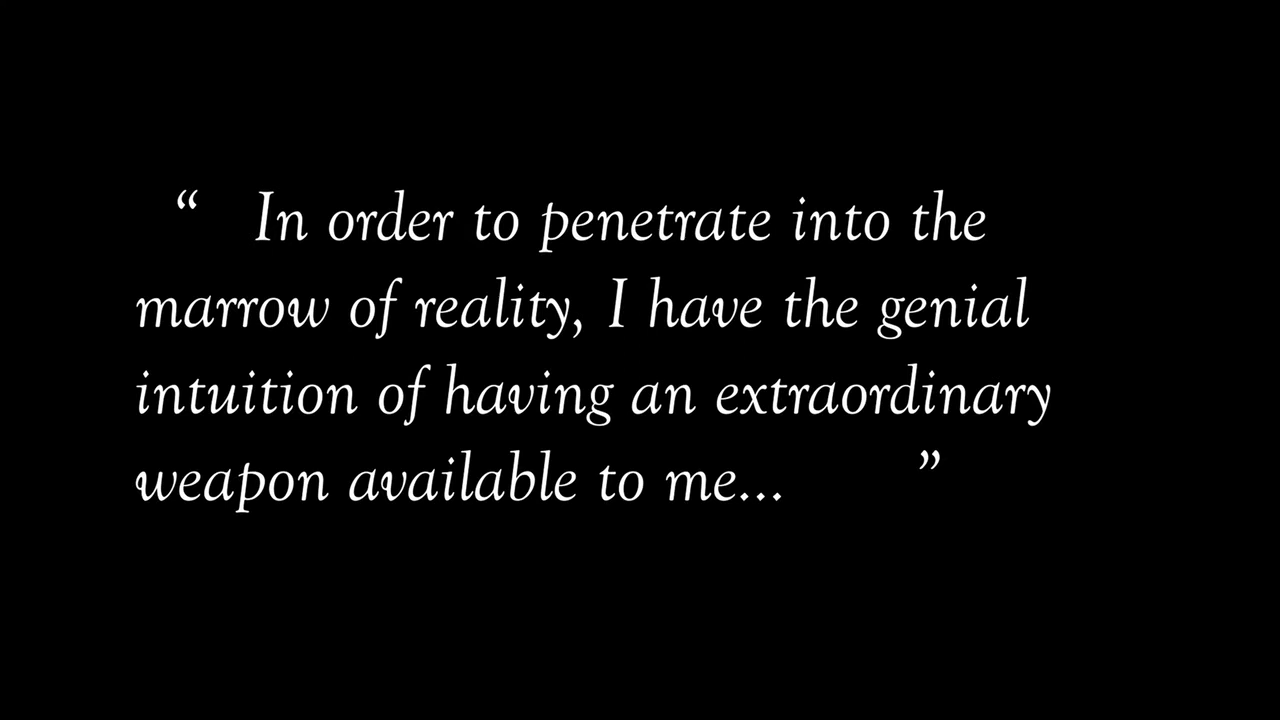 “ In order to penetrate into the
marrow of reality, I have the genial
intuition of having an extraordinary
weapon available to me... ”